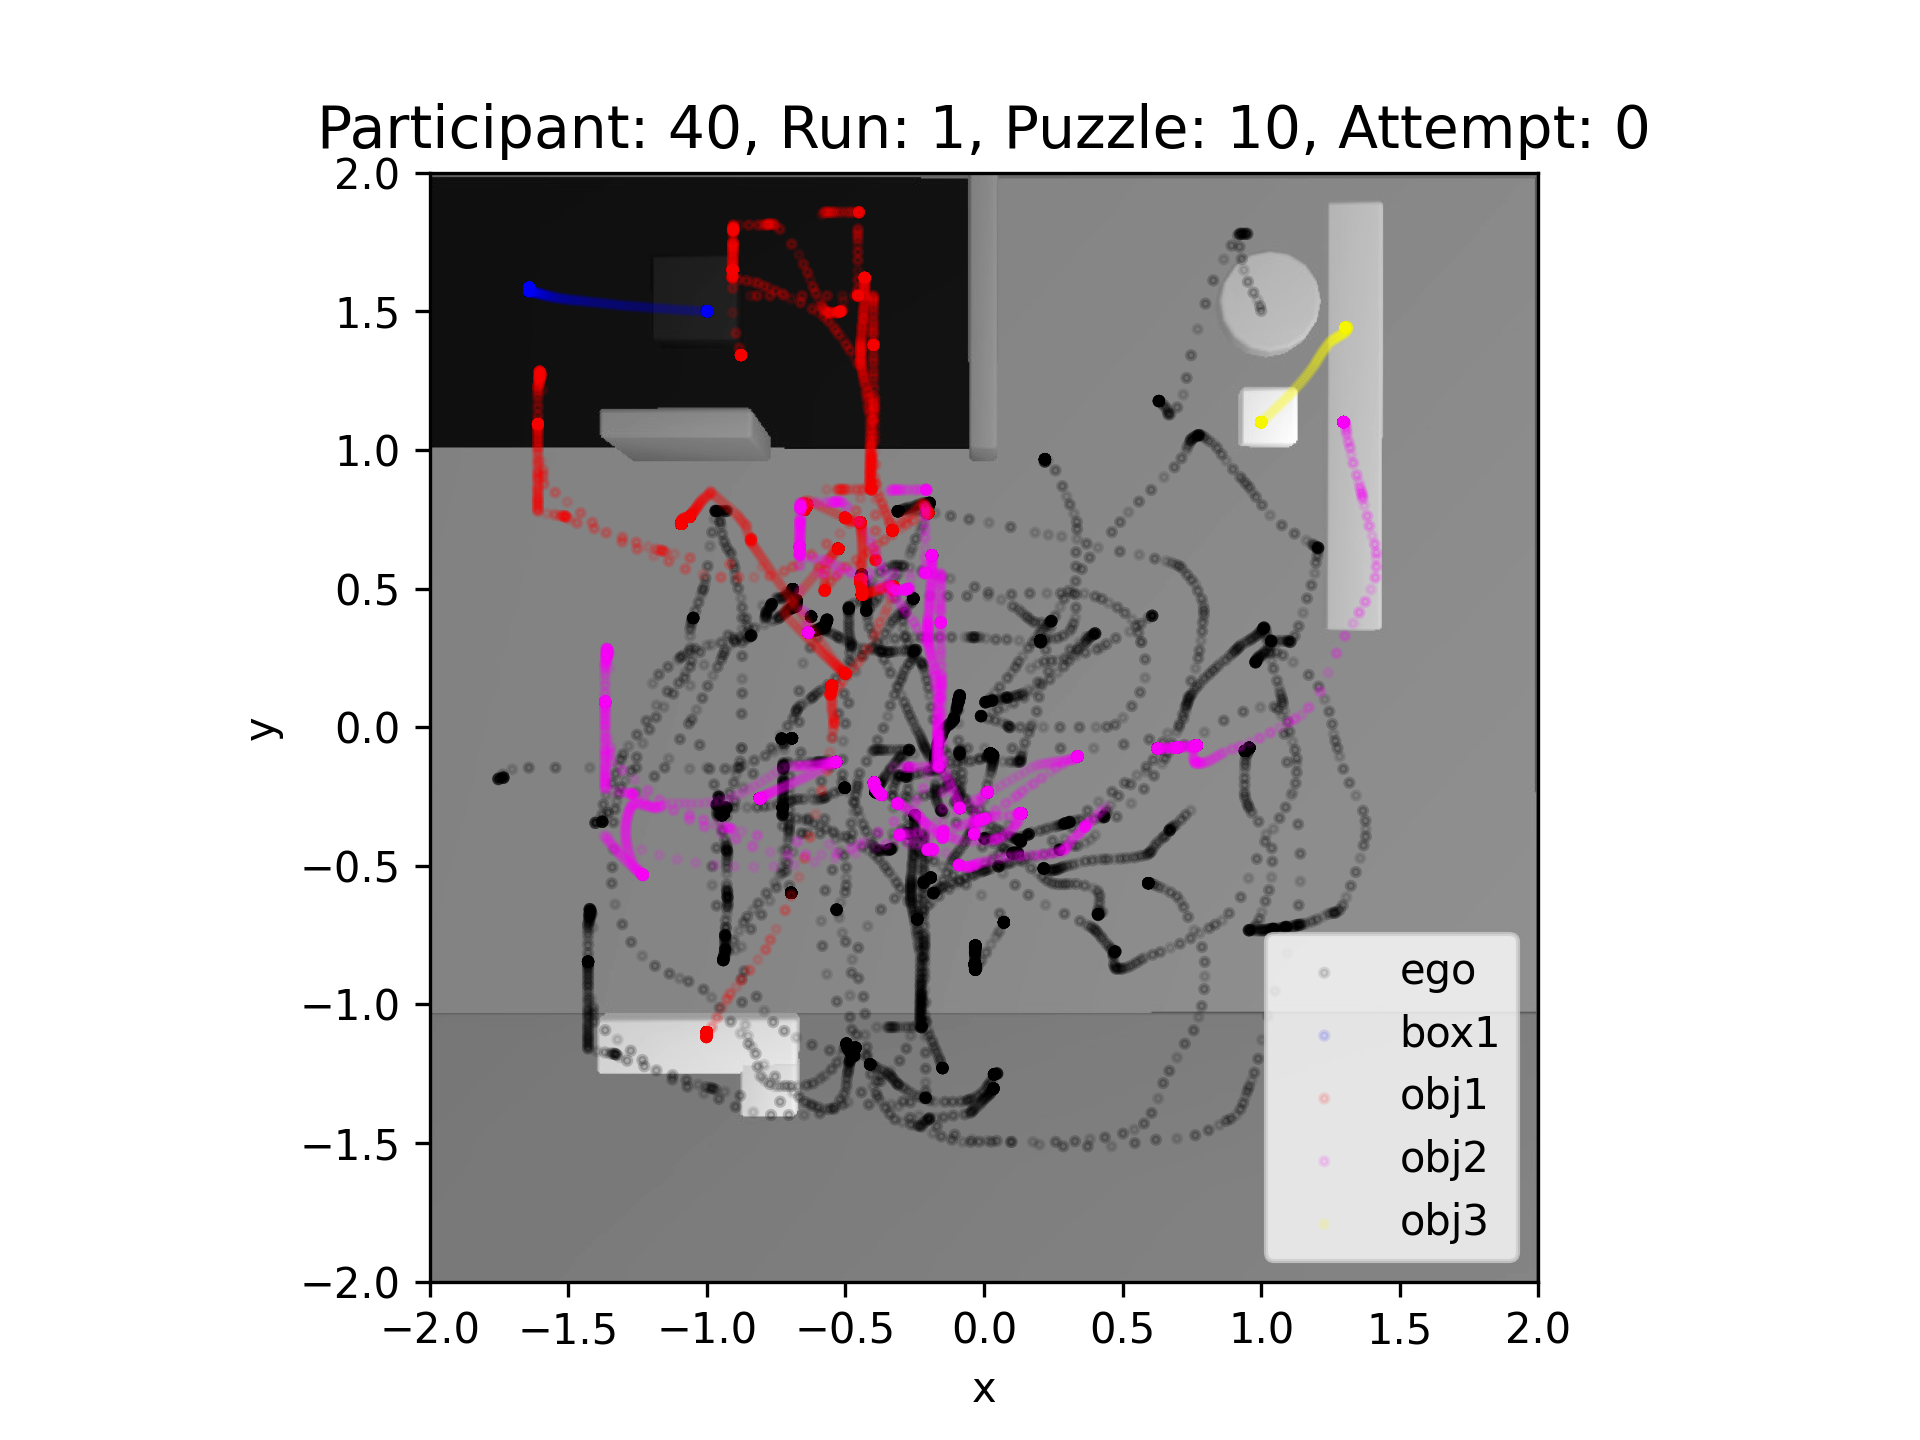 Participant: 40, Run: 1, Puzzle: 10, Attempt: 0
2.0
1.5
1.0
0.5
0.0
−0.5
−1.0
−1.5
−2.0
y
ego
box1
obj1
obj2
obj3
−2.0 −1.5 −1.0 −0.5 0.0 0.5 1.0 1.5 2.0
x